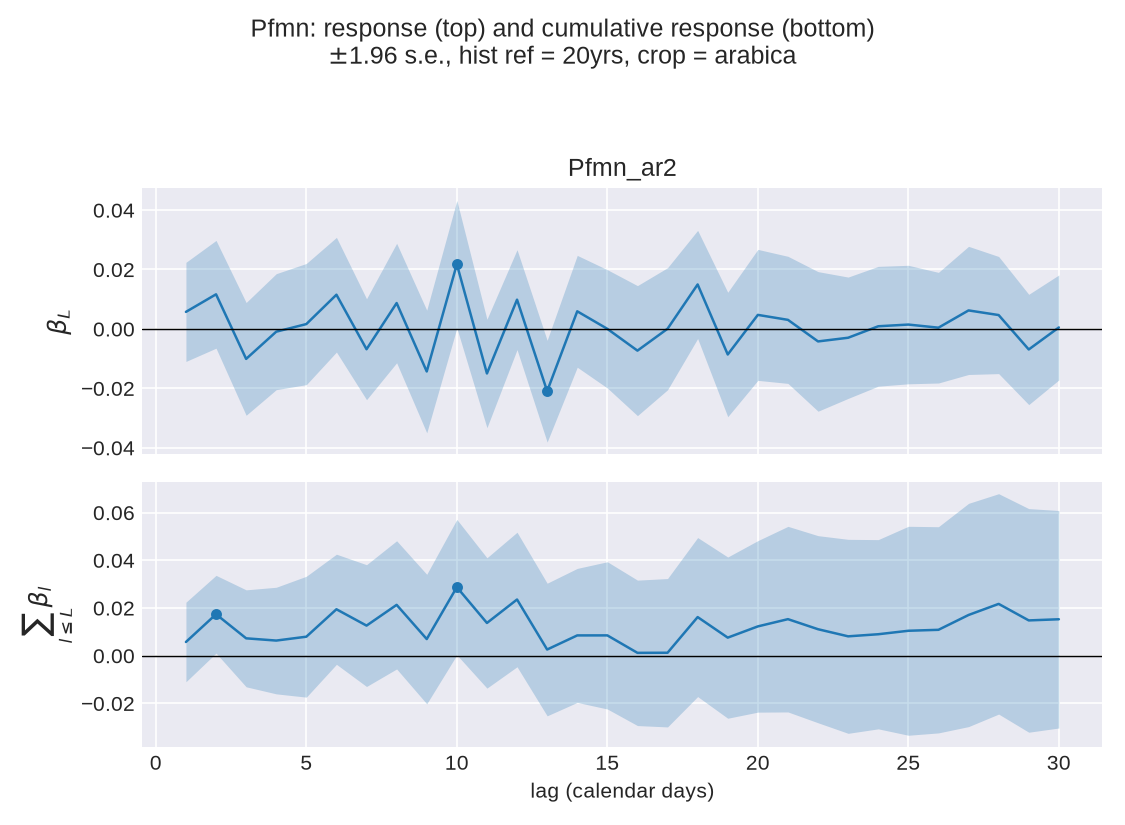 Pfmn: response (top) and cumulative response (bottom)
±1.96 s.e., hist ref = 20yrs, crop = arabica
Pfmn_ar2
0.04
0.02
0.00
−0.02
−0.04
β_L
0.06
0.04
0.02
0.00
−0.02
∑ β_l
l ≤ L
0 5 10 15 20 25 30
lag (calendar days)